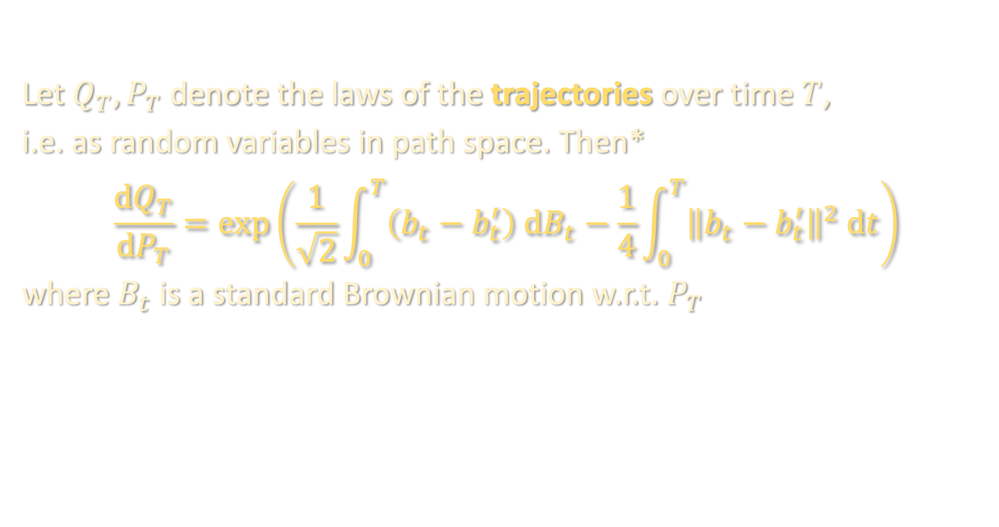 Let $Q_T, P_T$ denote the laws of the trajectories over time $T$,
i.e. as random variables in path space. Then*
$\frac{\mathrm{d}Q_T}{\mathrm{d}P_T} = \exp\left(\frac{1}{\sqrt{2}}\int_0^T (b_t - b_t')\,\mathrm{d}B_t - \frac{1}{4}\int_0^T \|b_t - b_t'\|^2\,\mathrm{d}t\right)$
where $B_t$ is a standard Brownian motion w.r.t. $P_T$